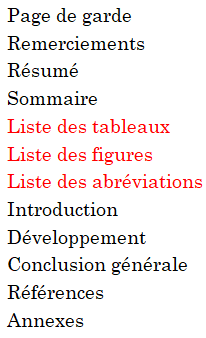 Page de garde
Remerciements
Résumé
Sommaire
Liste des tableaux
Liste des figures
Liste des abréviations
Introduction
Développement
Conclusion générale
Références
Annexes